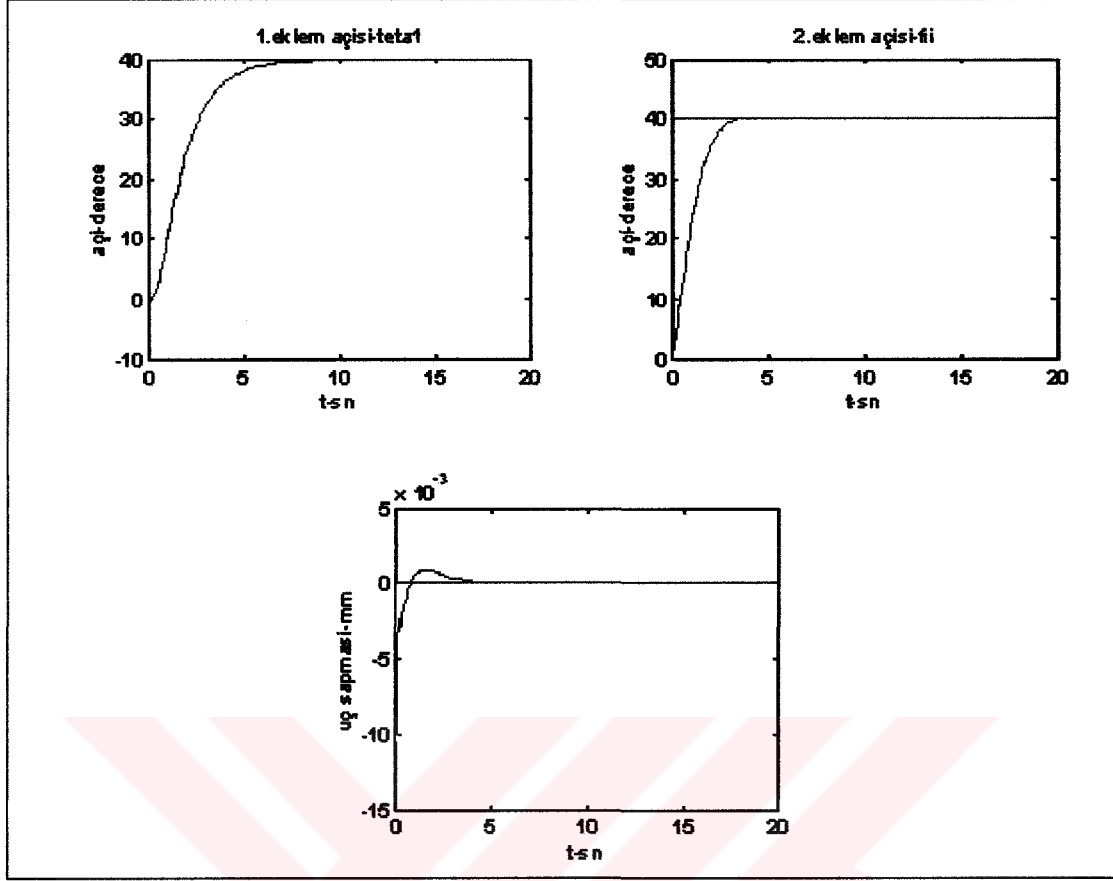 1.eklem açisi-teta1
40
30
20
10
0
-10
açi-derece
0 5 10 15 20
t-sn
2.eklem açisi-fii
50
40
30
20
10
0
açi-derece
0 5 10 15 20
t-sn
× 10^-3
5
0
-5
-10
-15
uç sapmasi-mm
0 5 10 15 20
t-sn